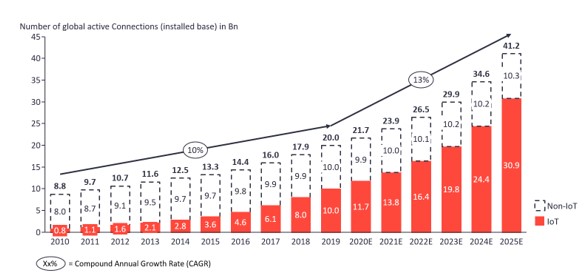 Number of global active Connections (installed base) in Bn
45
40
35
30
25
20
15
10
5
0
13%
10%
8.8 9.7 10.7 11.6 12.5 13.3 14.4 16.0 17.9 20.0 21.7 23.9 26.5 29.9 34.6 41.2
8.0 8.7 9.1 9.5 9.7 9.7 9.8 9.9 9.9 10.0 9.9 10.0 10.1 10.2 10.2 10.3
0.8 1.1 1.6 2.1 2.8 3.6 4.6 6.1 8.0 10.0 11.7 13.8 16.4 19.8 24.4 30.9
2010 2011 2012 2013 2014 2015 2016 2017 2018 2019 2020E 2021E 2022E 2023E 2024E 2025E
Non-IoT
IoT
Xx% = Compound Annual Growth Rate (CAGR)